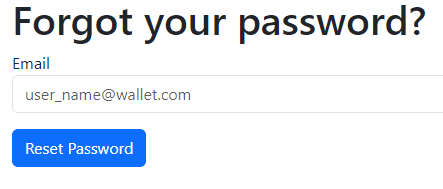 Forgot your password?
Email
user_name@wallet.com
Reset Password